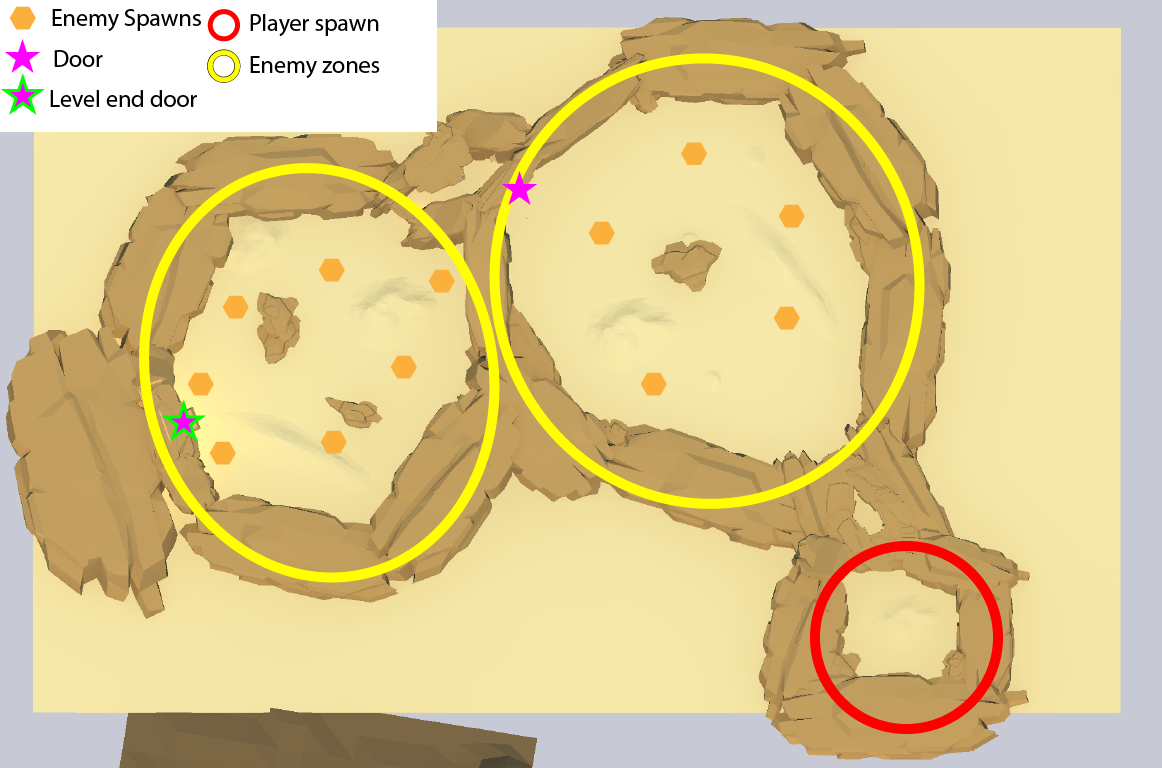 Enemy Spawns
Player spawn
Door
Enemy zones
Level end door